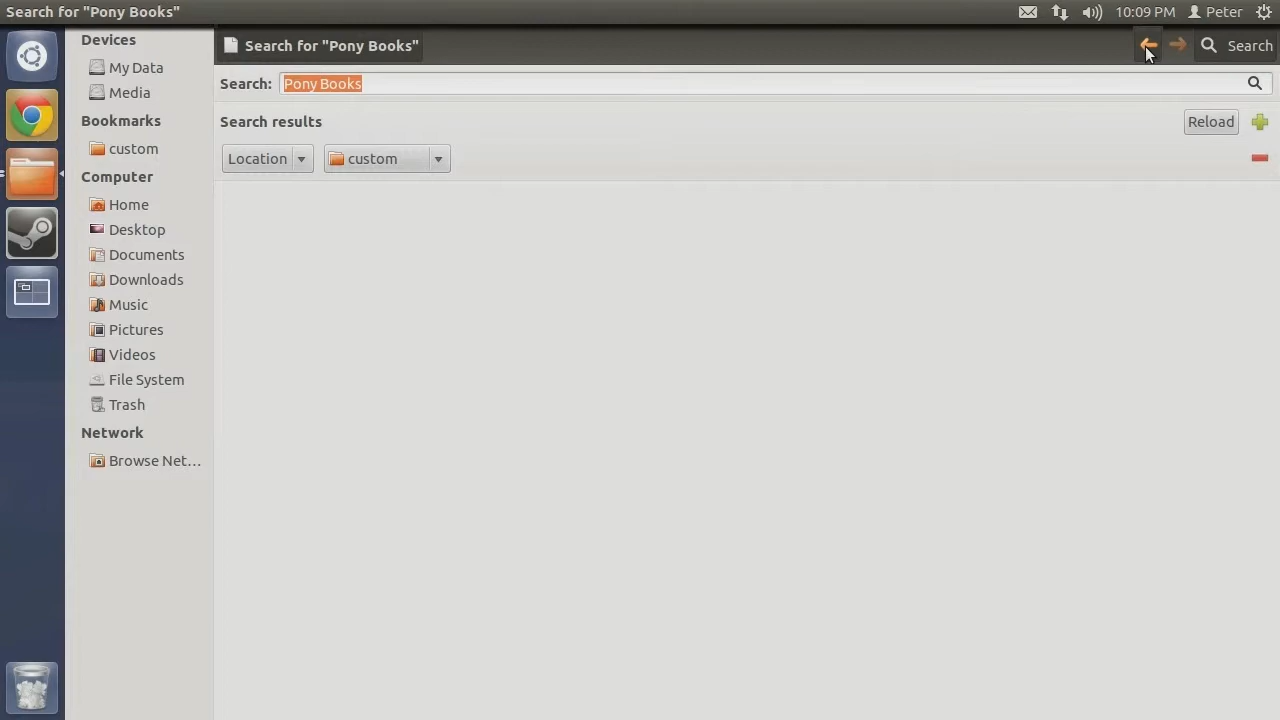 Search for "Pony Books"
10:09 PM
Peter
Devices
My Data
Media
Bookmarks
custom
Computer
Home
Desktop
Documents
Downloads
Music
Pictures
Videos
File System
Trash
Network
Browse Net...
Search for "Pony Books"
Search
Search: Pony Books
Search results
Reload
Location
custom